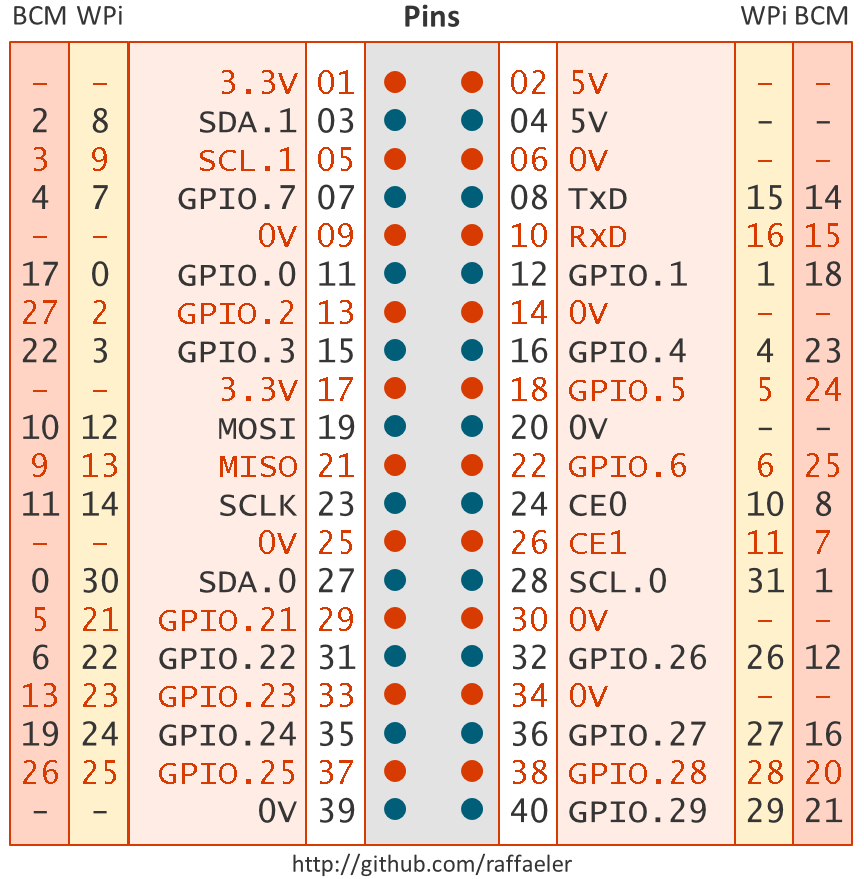 BCM WPi Pins WPi BCM
– – 3.3V 01 02 5V – –
2 8 SDA.1 03 04 5V – –
3 9 SCL.1 05 06 0V – –
4 7 GPIO.7 07 08 TxD 15 14
– – 0V 09 10 RxD 16 15
17 0 GPIO.0 11 12 GPIO.1 1 18
27 2 GPIO.2 13 14 0V – –
22 3 GPIO.3 15 16 GPIO.4 4 23
– – 3.3V 17 18 GPIO.5 5 24
10 12 MOSI 19 20 0V – –
9 13 MISO 21 22 GPIO.6 6 25
11 14 SCLK 23 24 CE0 10 8
– – 0V 25 26 CE1 11 7
0 30 SDA.0 27 28 SCL.0 31 1
5 21 GPIO.21 29 30 0V – –
6 22 GPIO.22 31 32 GPIO.26 26 12
13 23 GPIO.23 33 34 0V – –
19 24 GPIO.24 35 36 GPIO.27 27 16
26 25 GPIO.25 37 38 GPIO.28 28 20
– – 0V 39 40 GPIO.29 29 21
http://github.com/raffaeler